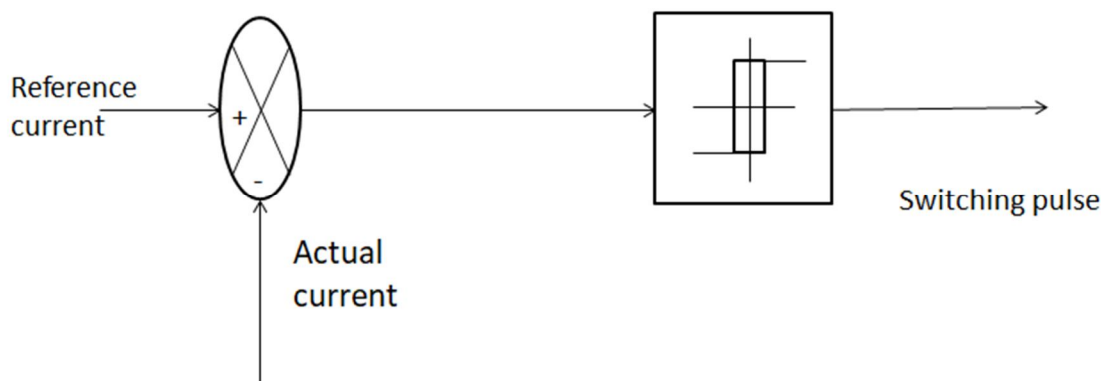 Reference
current
+
-
Actual
current
Switching pulse